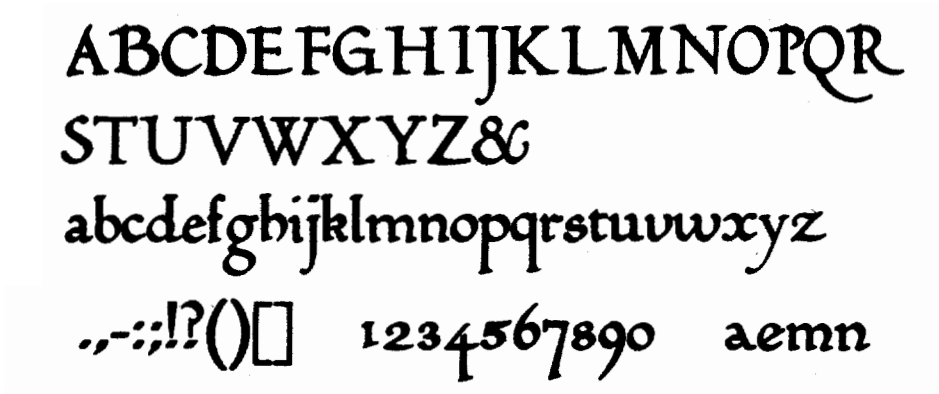 ABCDEFGHIJKLMNOPQR
STUVWXYZ&
abcdefghijklmnopqrstuvwxyz
.,-:;!?()[] 1234567890 aemn